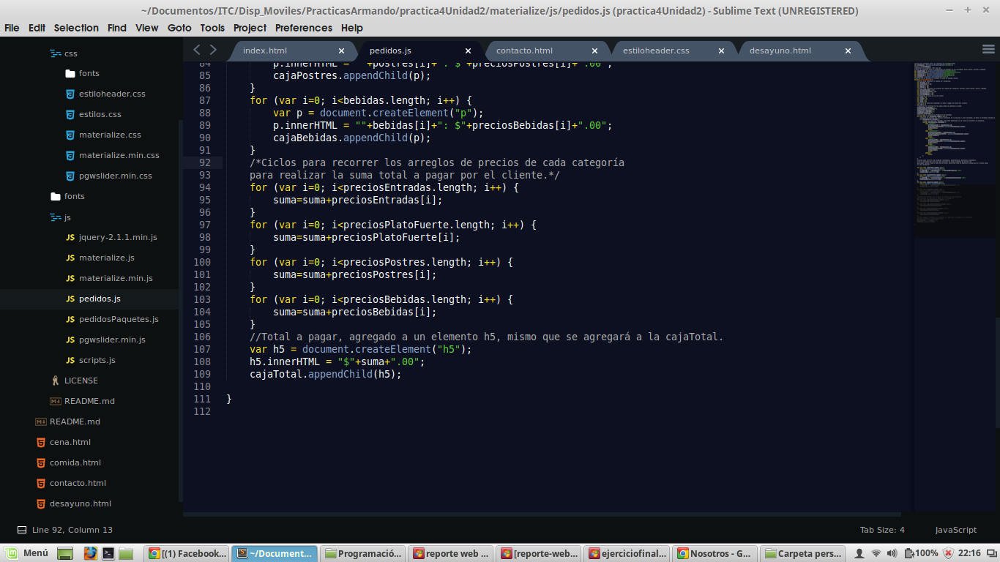 ~/Documentos/ITC/Disp_Moviles/PracticasArmando/practica4Unidad2/materialize/js/pedidos.js (practica4Unidad2) - Sublime Text (UNREGISTERED)
File Edit Selection Find View Goto Tools Project Preferences Help
index.html
pedidos.js
contacto.html
estiloheader.css
desayuno.html
css
fonts
estiloheader.css
estilos.css
materialize.css
materialize.min.css
pgwslider.min.css
fonts
js
jquery-2.1.1.min.js
materialize.js
materialize.min.js
pedidos.js
pedidosPaquetes.js
pgwslider.min.js
scripts.js
LICENSE
README.md
README.md
cena.html
comida.html
contacto.html
desayuno.html
84 p.innerHTML = ""+postres[i]+": $"+preciosPostres[i]+".00";
85 cajaPostres.appendChild(p);
86 }
87 for (var i=0; i<bebidas.length; i++) {
88 var p = document.createElement("p");
89 p.innerHTML = ""+bebidas[i]+": $"+preciosBebidas[i]+".00";
90 cajaBebidas.appendChild(p);
91 }
92 /*Ciclos para recorrer los arreglos de precios de cada categoría
93 para realizar la suma total a pagar por el cliente.*/
94 for (var i=0; i<preciosEntradas.length; i++) {
95 suma=suma+preciosEntradas[i];
96 }
97 for (var i=0; i<preciosPlatoFuerte.length; i++) {
98 suma=suma+preciosPlatoFuerte[i];
99 }
100 for (var i=0; i<preciosPostres.length; i++) {
101 suma=suma+preciosPostres[i];
102 }
103 for (var i=0; i<preciosBebidas.length; i++) {
104 suma=suma+preciosBebidas[i];
105 }
106 //Total a pagar, agregado a un elemento h5, mismo que se agregará a la cajaTotal.
107 var h5 = document.createElement("h5");
108 h5.innerHTML = "$"+suma+".00";
109 cajaTotal.appendChild(h5);
110
111 }
112
Line 92, Column 13
Tab Size: 4
JavaScript
Menú
[(1) Facebook...
~/Document...
Programació...
reporte web ...
[reporte-web...
ejerciciofinal...
Nosotros - G...
Carpeta pers...
100%
22:16